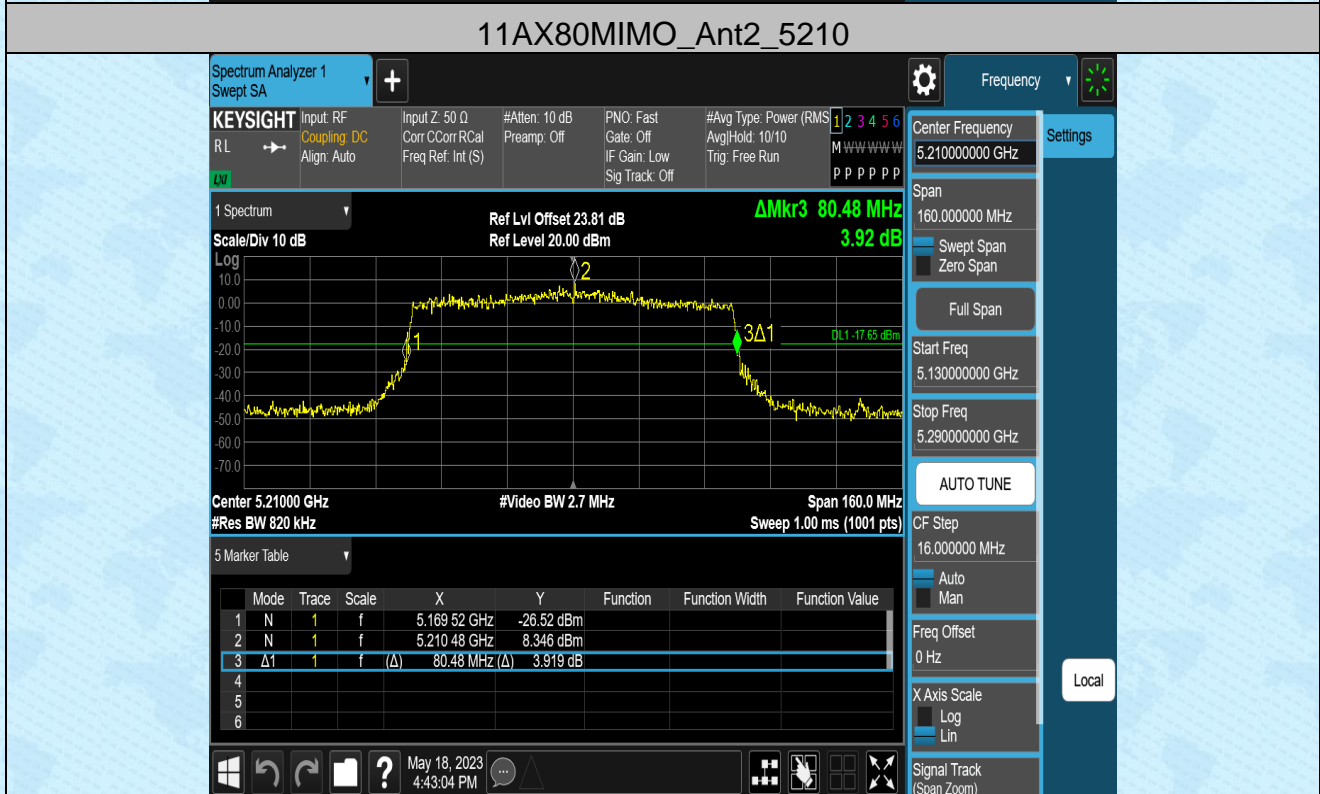 11AX80MIMO_Ant2_5210
Spectrum Analyzer 1
Swept SA
Frequency
KEYSIGHT
RL
LXI
Input: RF
Coupling: DC
Align: Auto
Input Z: 50 Ω
Corr CCorr RCal
Freq Ref: Int (S)
#Atten: 10 dB
Preamp: Off
PNO: Fast
Gate: Off
IF Gain: Low
Sig Track: Off
#Avg Type: Power (RMS
Avg|Hold: 10/10
Trig: Free Run
1 2 3 4 5 6
M W W W W W
P P P P P P
1 Spectrum
Scale/Div 10 dB
Ref Lvl Offset 23.81 dB
Ref Level 20.00 dBm
ΔMkr3 80.48 MHz
3.92 dB
Log
10.0
0.00
-10.0
-20.0
-30.0
-40.0
-50.0
-60.0
-70.0
2
1
3Δ1
DL1 -17.65 dBm
Center 5.21000 GHz
#Video BW 2.7 MHz
Span 160.0 MHz
#Res BW 820 kHz
Sweep 1.00 ms (1001 pts)
5 Marker Table
Mode Trace Scale X Y Function Function Width Function Value
1 N 1 f 5.169 52 GHz -26.52 dBm
2 N 1 f 5.210 48 GHz 8.346 dBm
3 Δ1 1 f (Δ) 80.48 MHz (Δ) 3.919 dB
4
5
6
May 18, 2023
4:43:04 PM
Center Frequency
5.210000000 GHz
Settings
Span
160.000000 MHz
Swept Span
Zero Span
Full Span
Start Freq
5.130000000 GHz
Stop Freq
5.290000000 GHz
AUTO TUNE
CF Step
16.000000 MHz
Auto
Man
Freq Offset
0 Hz
X Axis Scale
Log
Lin
Local
Signal Track
(Span Zoom)